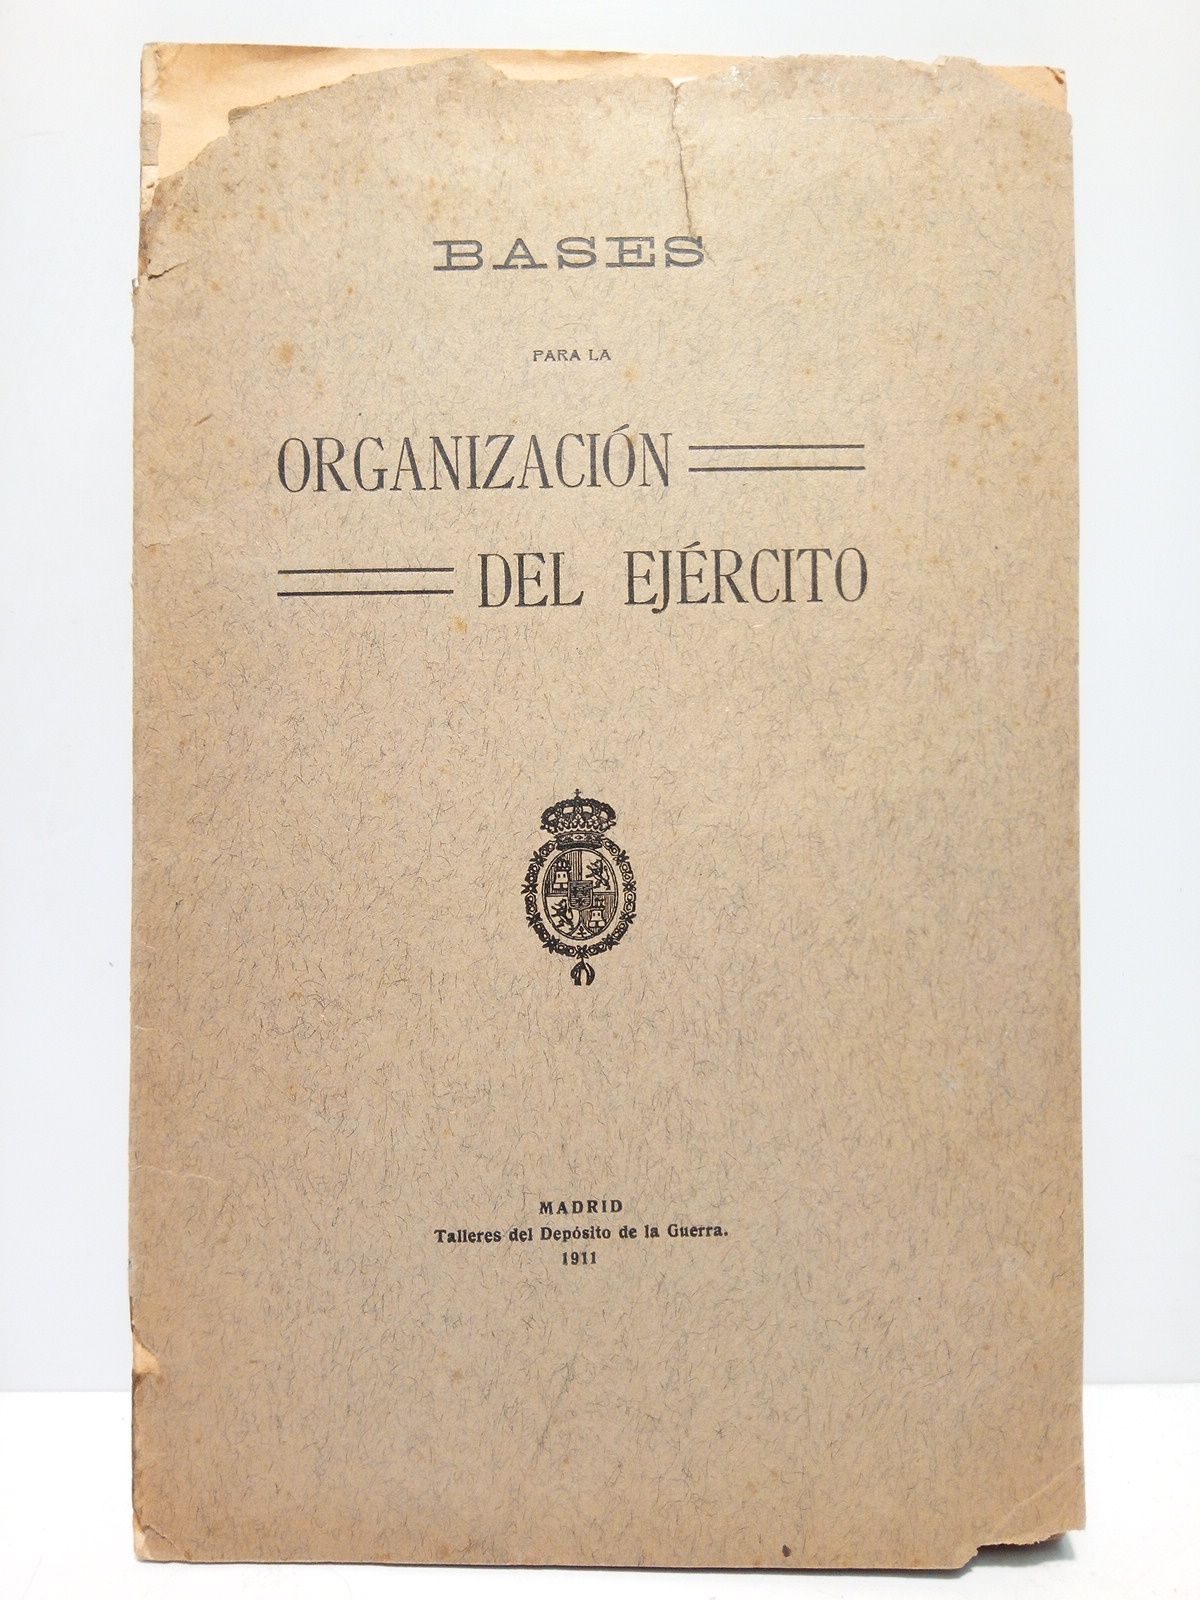 BASES
PARA LA
ORGANIZACIÓN
DEL EJÉRCITO
MADRID
Talleres del Depósito de la Guerra.
1911